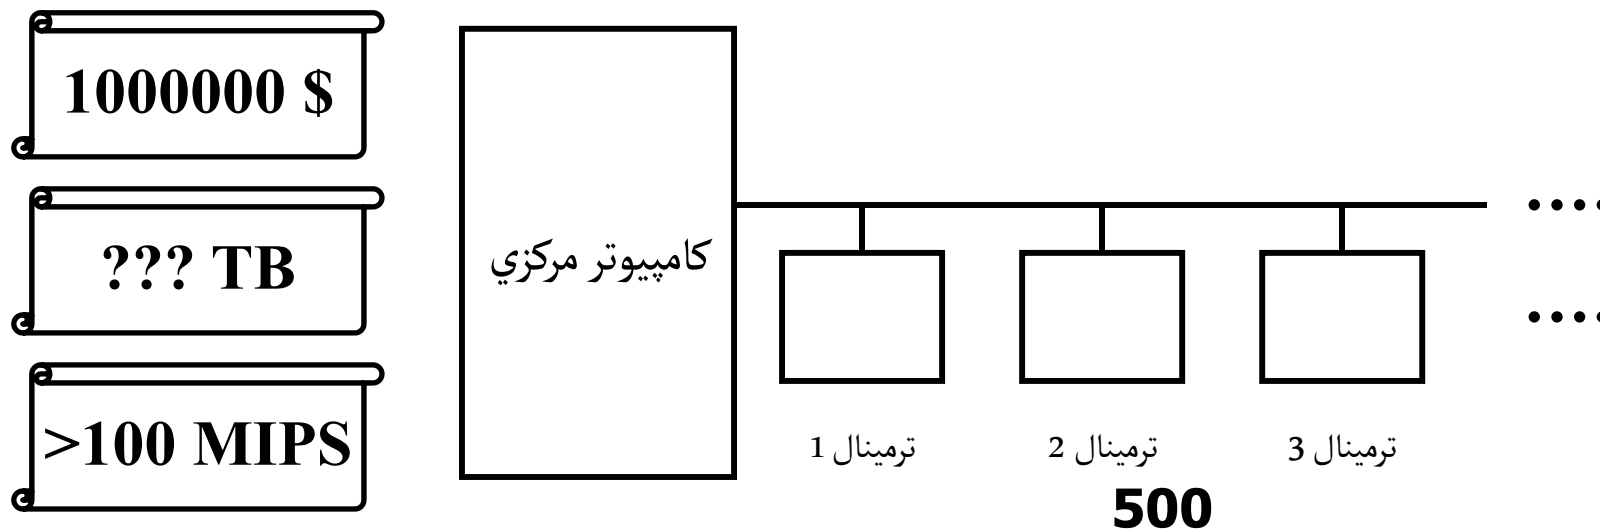 1000000 $
??? TB
>100 MIPS
كامپيوتر مركزي
ترمينال 1
ترمينال 2
ترمينال 3
500